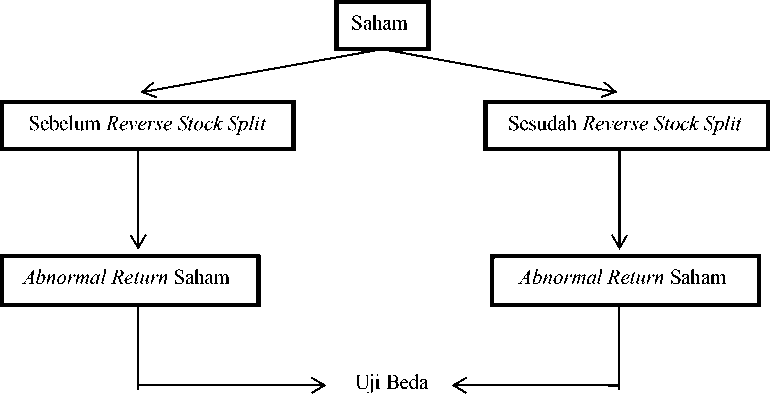 Saham
Sebelum Reverse Stock Split
Sesudah Reverse Stock Split
Abnormal Return Saham
Abnormal Return Saham
Uji Beda